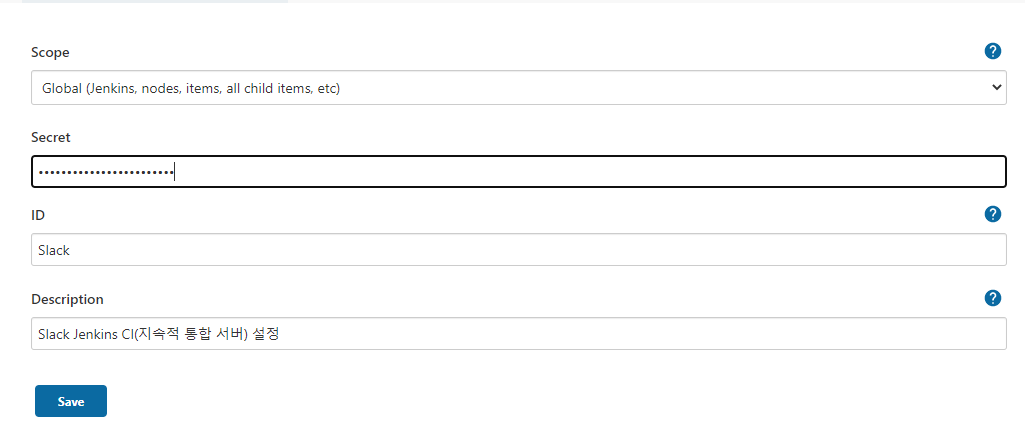 Scope
Global (Jenkins, nodes, items, all child items, etc)
Secret
••••••••••••••••••••••••
ID
Slack
Description
Slack Jenkins CI(지속적 통합 서버) 설정
Save